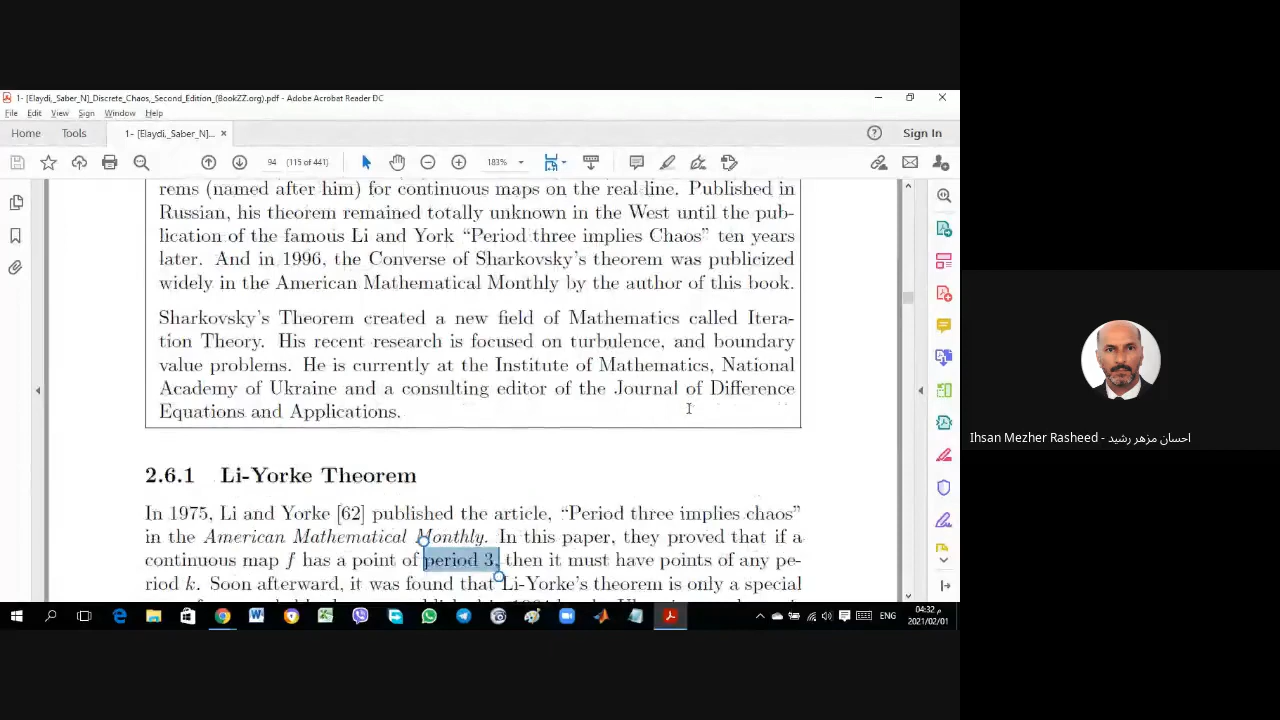 1- [Elaydi,_Saber_N]_Discrete_Chaos,_Second_Edition_(BookZZ.org).pdf - Adobe Acrobat Reader DC
File Edit View Sign Window Help
Home Tools 1- [Elaydi,_Saber_N]... × Sign In
94 (115 of 441) 183%
rems (named after him) for continuous maps on the real line. Published in
Russian, his theorem remained totally unknown in the West until the pub-
lication of the famous Li and York “Period three implies Chaos” ten years
later. And in 1996, the Converse of Sharkovsky’s theorem was publicized
widely in the American Mathematical Monthly by the author of this book.
Sharkovsky’s Theorem created a new field of Mathematics called Itera-
tion Theory. His recent research is focused on turbulence, and boundary
value problems. He is currently at the Institute of Mathematics, National
Academy of Ukraine and a consulting editor of the Journal of Difference
Equations and Applications.
2.6.1 Li-Yorke Theorem
In 1975, Li and Yorke [62] published the article, “Period three implies chaos”
in the American Mathematical Monthly. In this paper, they proved that if a
continuous map f has a point of period 3, then it must have points of any pe-
riod k. Soon afterward, it was found that Li-Yorke’s theorem is only a special
Ihsan Mezher Rasheed - احسان مزهر رشيد
ENG
04:32 م
2021/02/01